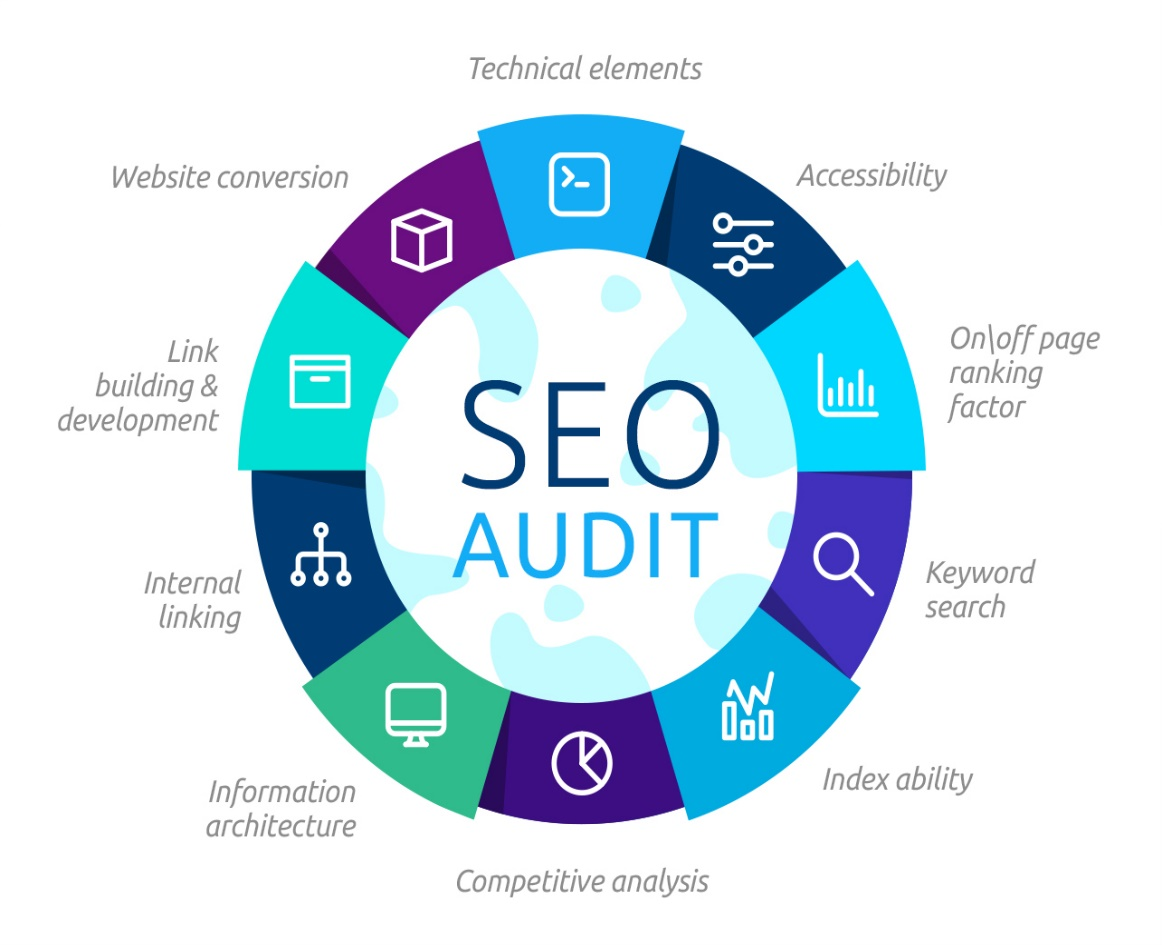 Technical elements
Accessibility
On\off page
ranking
factor
Keyword
search
Index ability
Competitive analysis
Information
architecture
Internal
linking
Link
building &
development
Website conversion
SEO
AUDIT